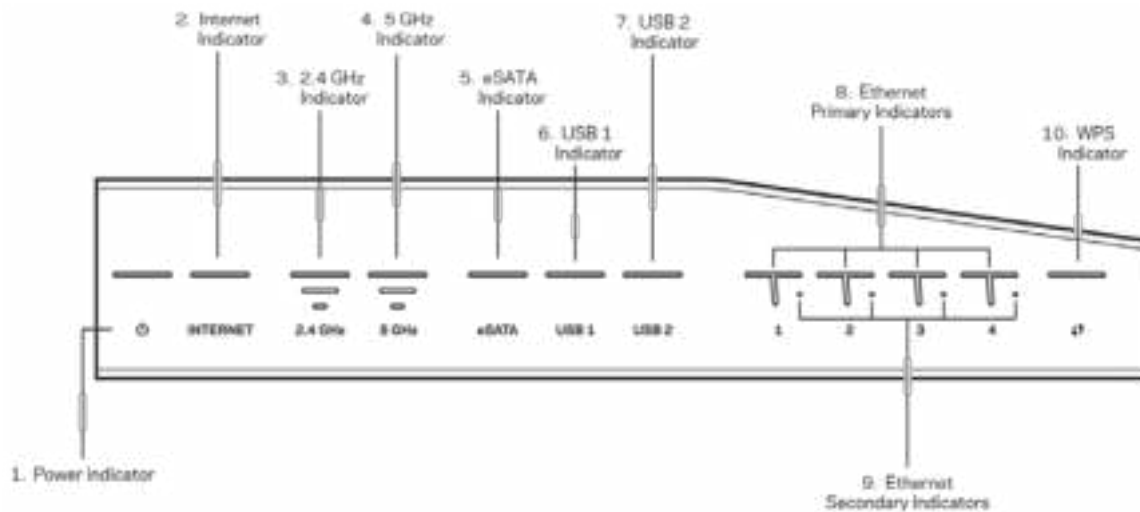 2. Internet
Indicator
4. 5 GHz
Indicator
7. USB 2
Indicator
3. 2.4 GHz
Indicator
5. eSATA
Indicator
6. USB 1
Indicator
8. Ethernet
Primary Indicators
10. WPS
Indicator
INTERNET
2.4 GHz
5 GHz
eSATA
USB 1
USB 2
1
2
3
4
1. Power indicator
9. Ethernet
Secondary Indicators